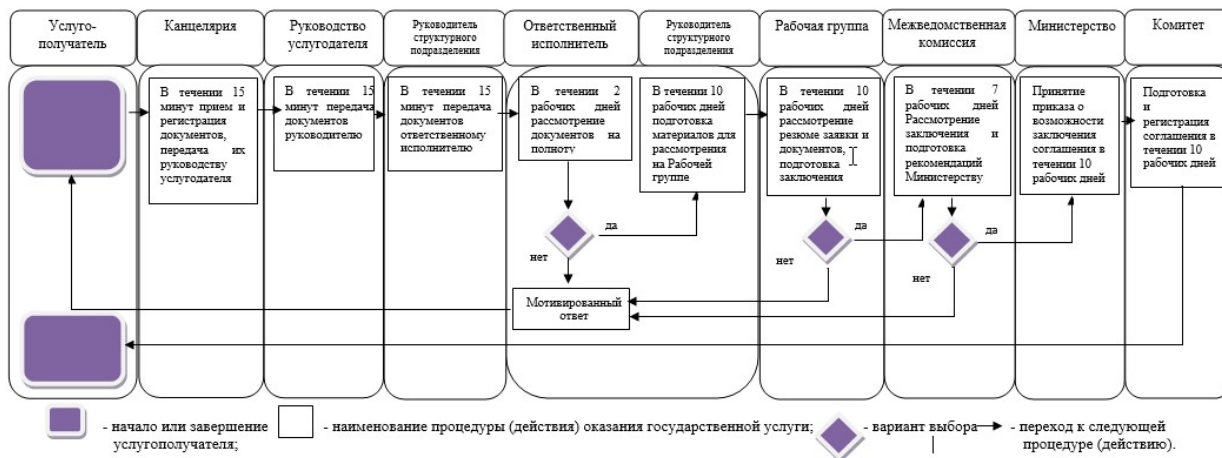 Услуго-
получатель
Канцелярия
Руководство
услугодателя
Руководитель
структурного
подразделения
Ответственный
исполнитель
Руководитель
структурного
подразделения
Рабочая группа
Межведомственная
комиссия
Министерство
Комитет
В течении 15
минут прием и
регистрация
документов,
передача их
руководству
услугодателя
В течении 15
минут передача
документов
руководителю
В течении 15
минут передача
документов
ответственному
исполнителю
В течении 2
рабочих дней
рассмотрение
документов на
полноту
В течении 10
рабочих дней
подготовка
материалов для
рассмотрения
на Рабочей
группе
В течении 10
рабочих дней
рассмотрение
резюме заявки и
документов,
подготовка
заключения
В течении 7
рабочих дней
Рассмотрение
заключения и
подготовка
рекомендаций
Министерству
Принятие
приказа о
возможности
заключения
соглашения в
течении 10
рабочих дней
Подготовка
и
регистрация
соглашения в
течении 10
рабочих дней
да
нет
да
нет
да
нет
Мотивированный
ответ
- начало или завершение
услугополучателя;
- наименование процедуры (действия) оказания государственной услуги;
- вариант выбора
- переход к следующей
процедуре (действию).